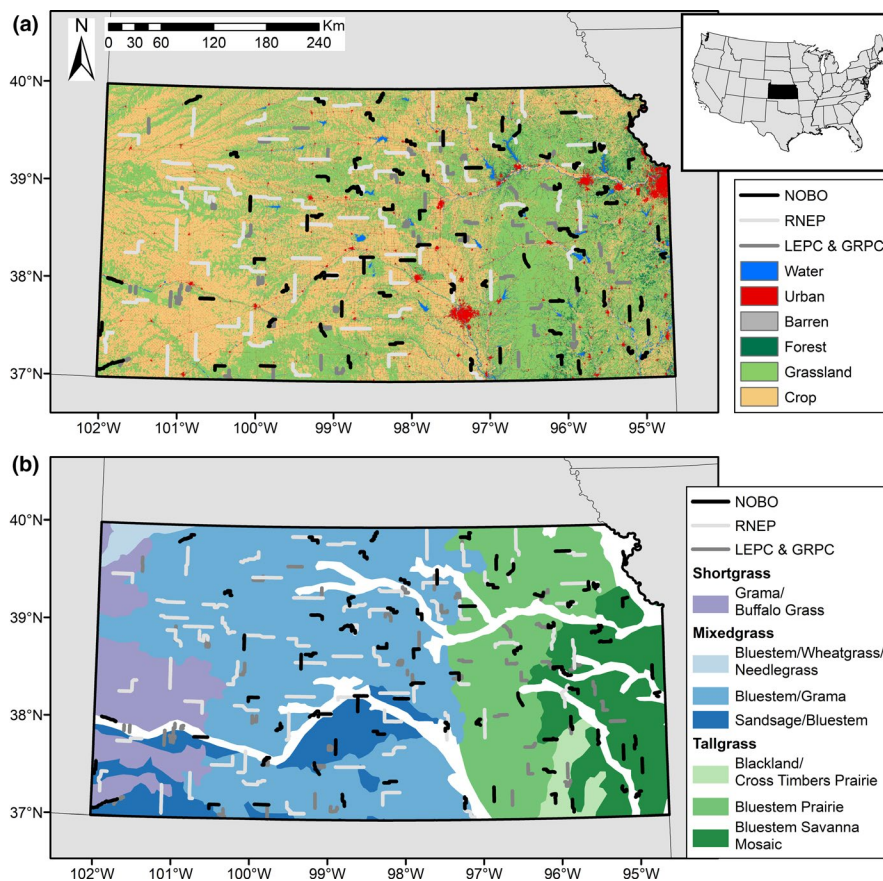 (a)
N
Km
0 30 60 120 180 240
40°N
39°N
38°N
37°N
102°W 101°W 100°W 99°W 98°W 97°W 96°W 95°W
NOBO
RNEP
LEPC & GRPC
Water
Urban
Barren
Forest
Grassland
Crop
(b)
40°N
39°N
38°N
37°N
102°W 101°W 100°W 99°W 98°W 97°W 96°W 95°W
NOBO
RNEP
LEPC & GRPC
Shortgrass
Grama/
Buffalo Grass
Mixedgrass
Bluestem/Wheatgrass/
Needlegrass
Bluestem/Grama
Sandsage/Bluestem
Tallgrass
Blackland/
Cross Timbers Prairie
Bluestem Prairie
Bluestem Savanna
Mosaic